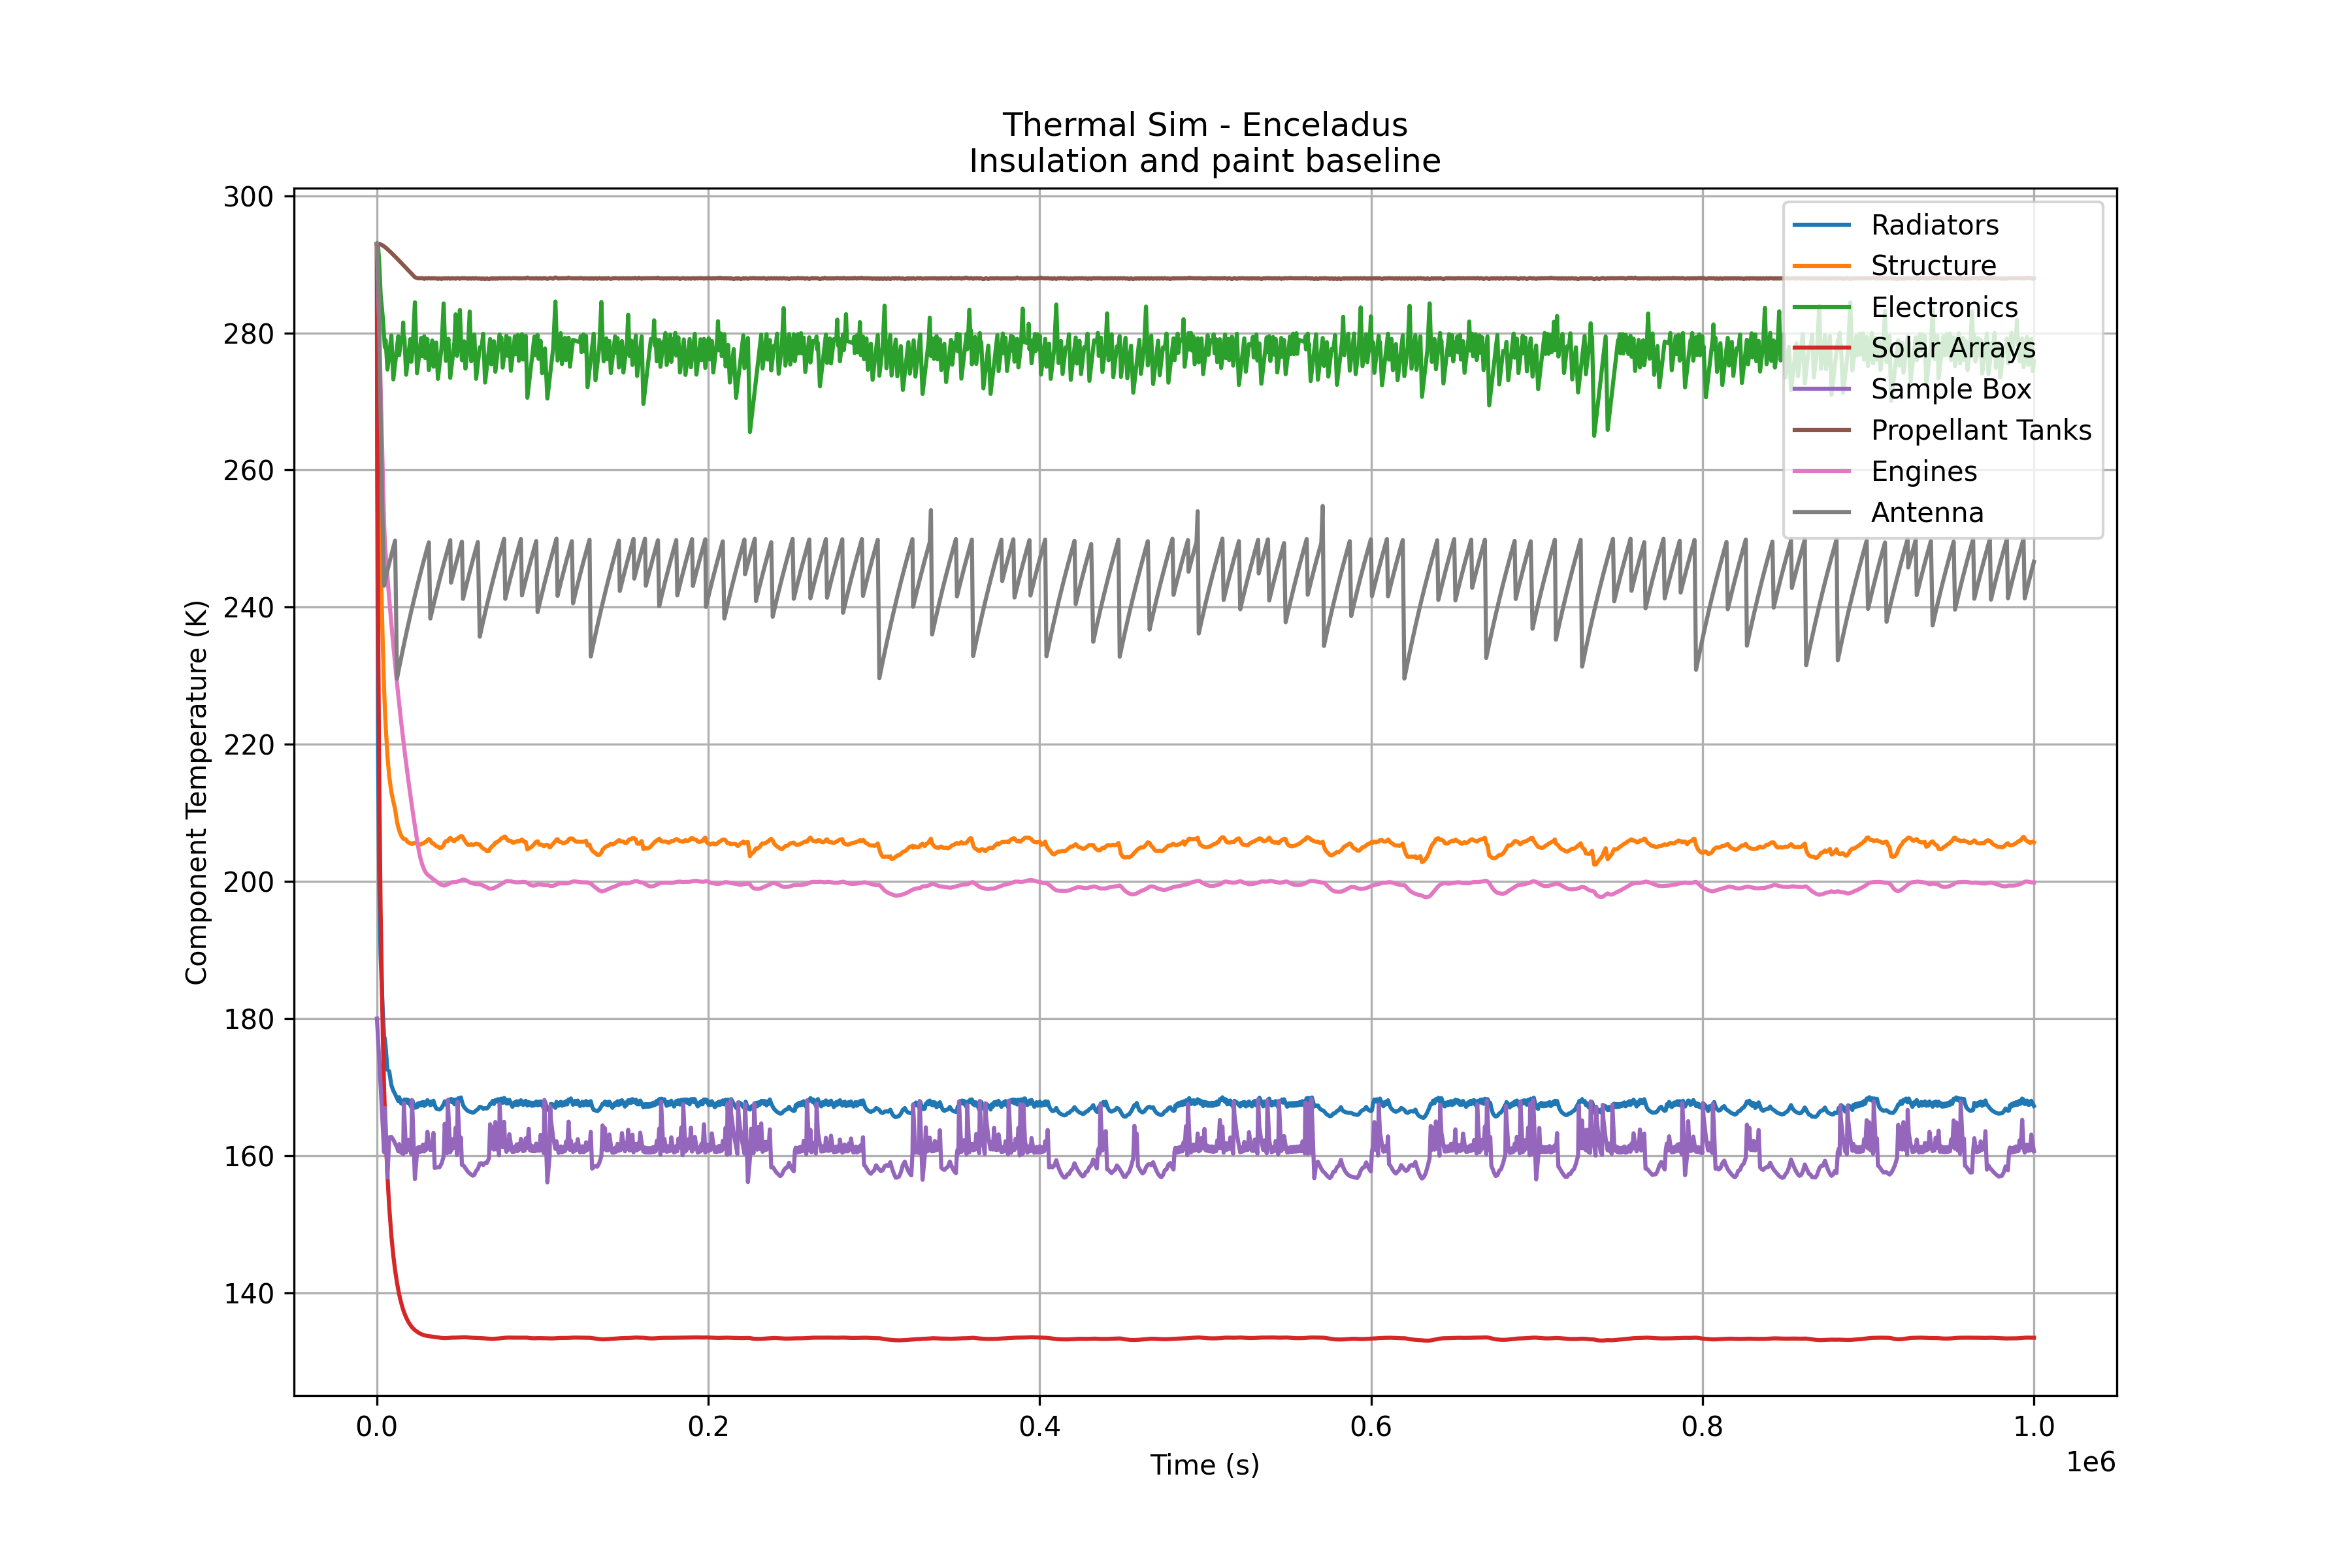 Thermal Sim - Enceladus
Insulation and paint baseline
300
280
260
240
220
200
180
160
140
Component Temperature (K)
Radiators
Structure
Electronics
Solar Arrays
Sample Box
Propellant Tanks
Engines
Antenna
0.0 0.2 0.4 0.6 0.8 1.0
1e6
Time (s)